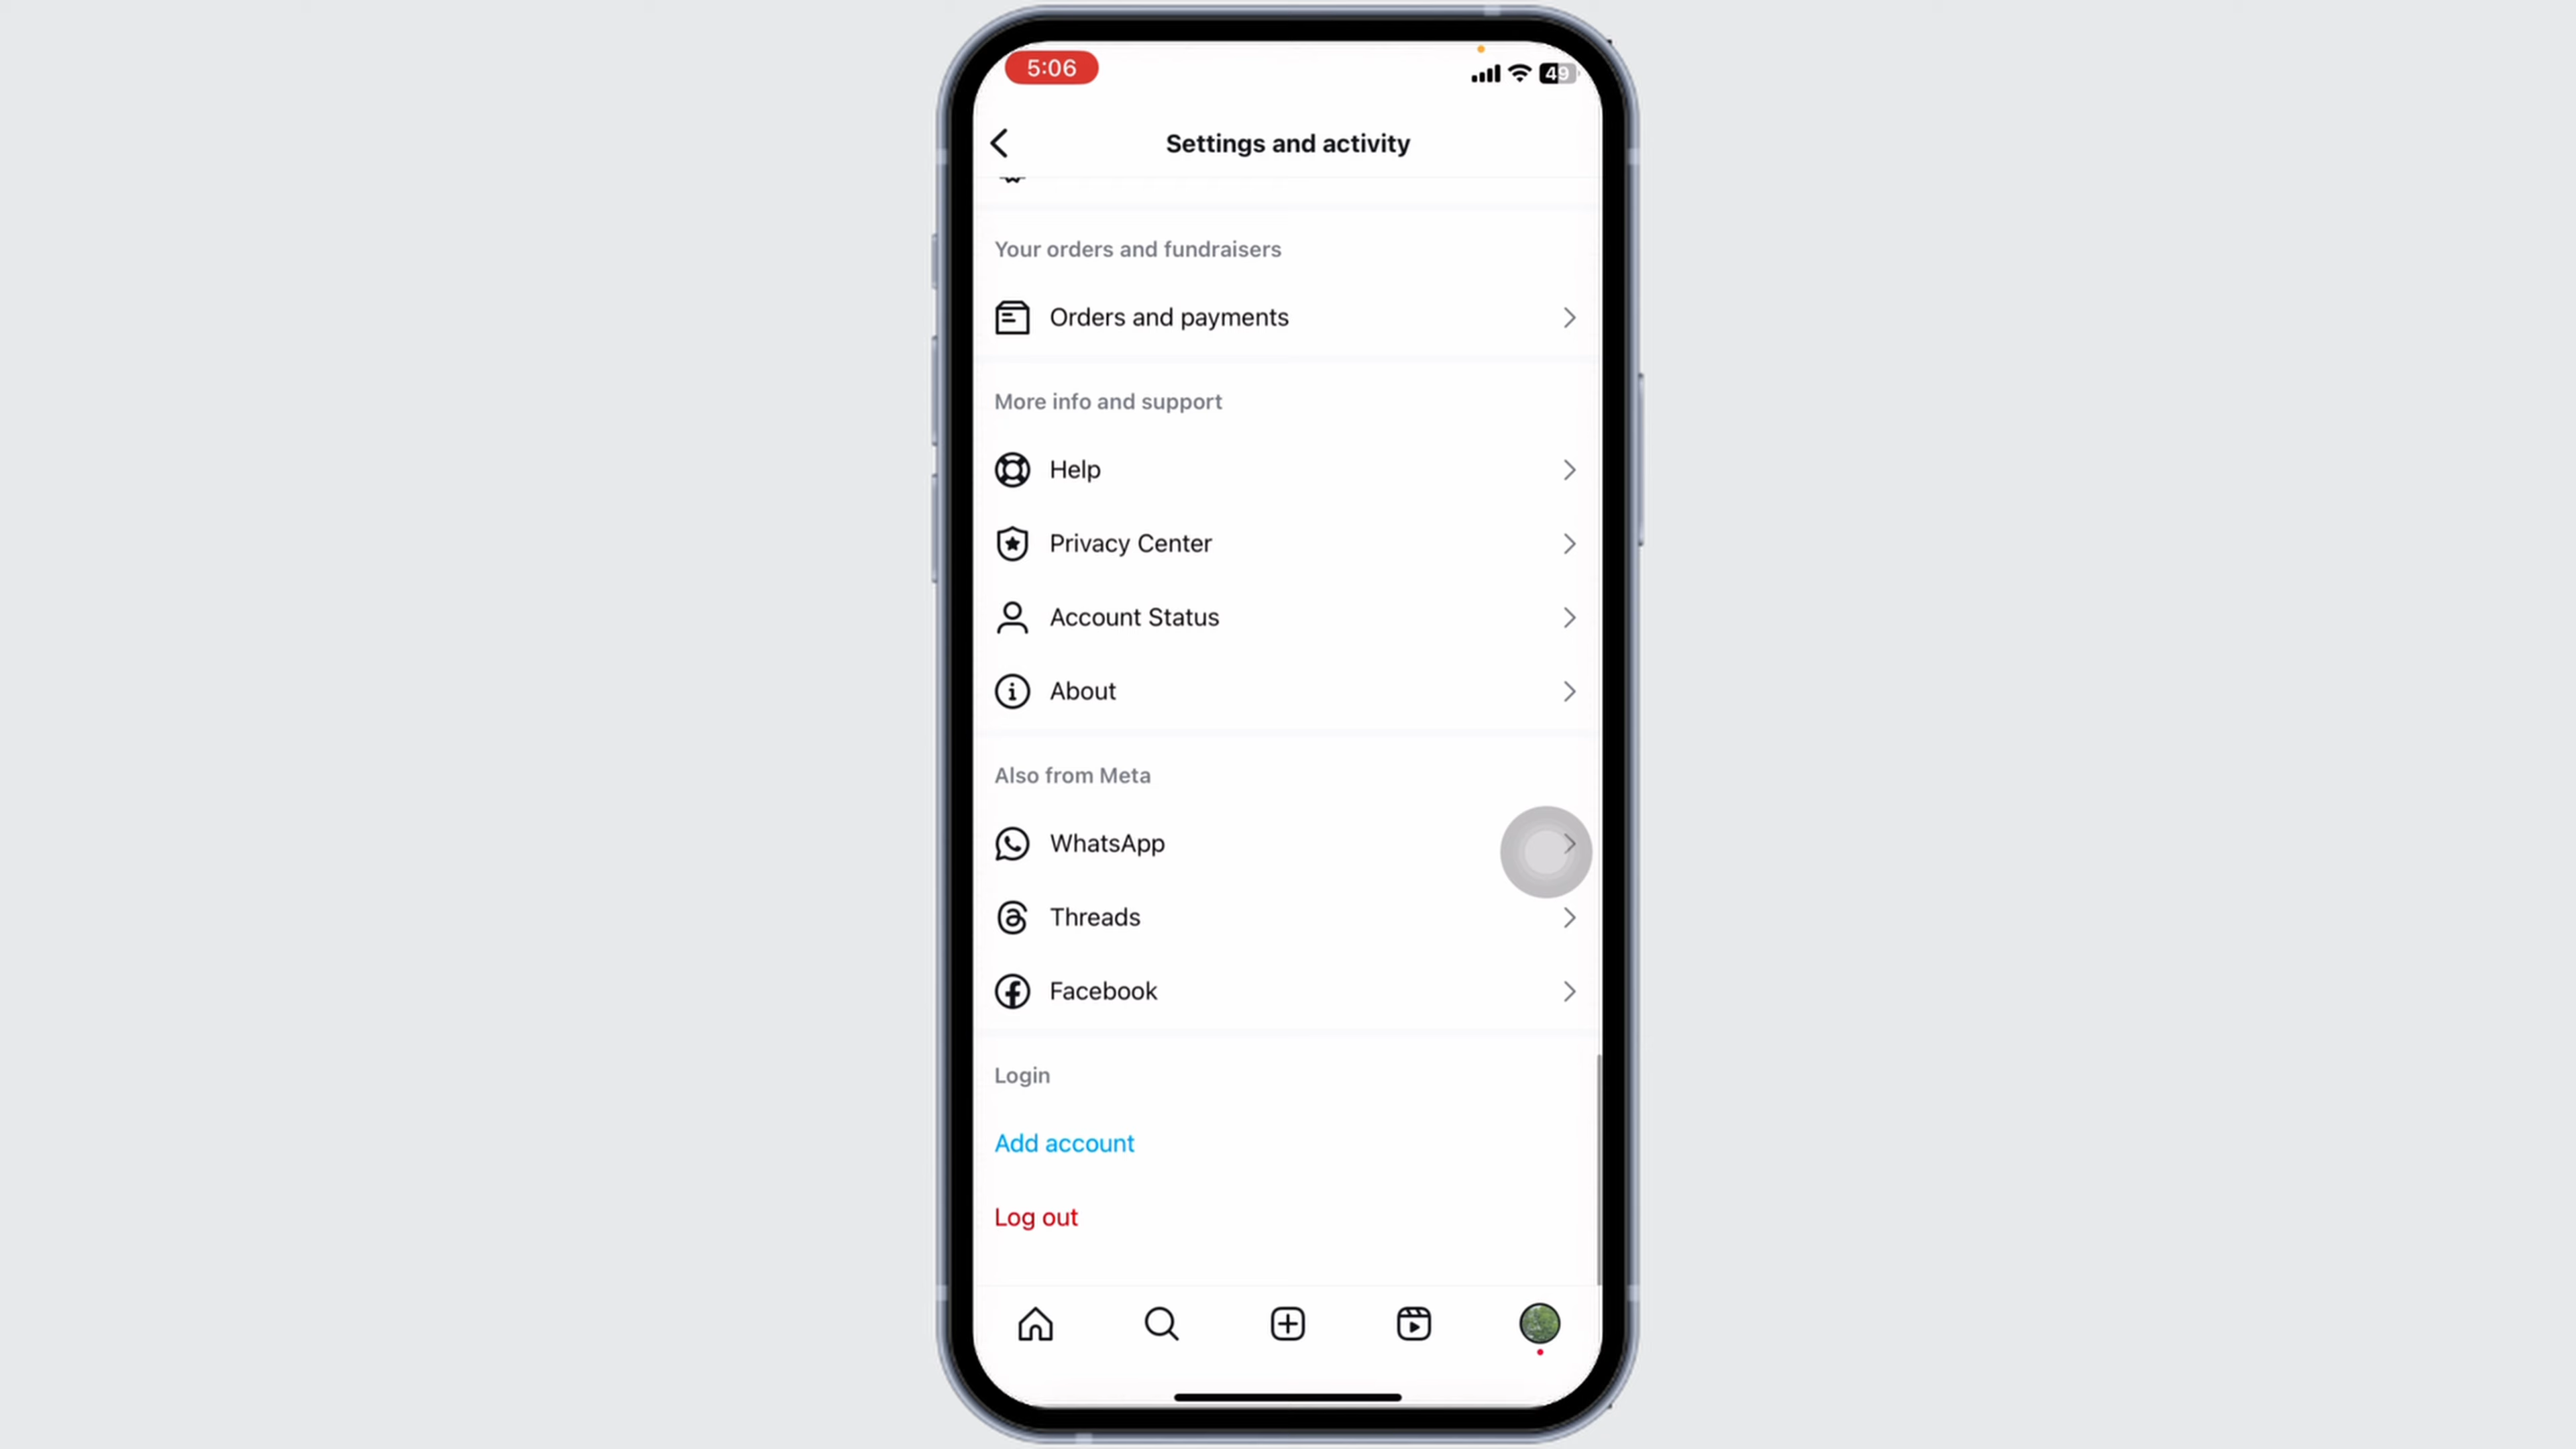 5:06
49
Settings and activity
Your orders and fundraisers
Orders and payments
More info and support
Help
Privacy Center
Account Status
About
Also from Meta
WhatsApp
Threads
Facebook
Login
Add account
Log out